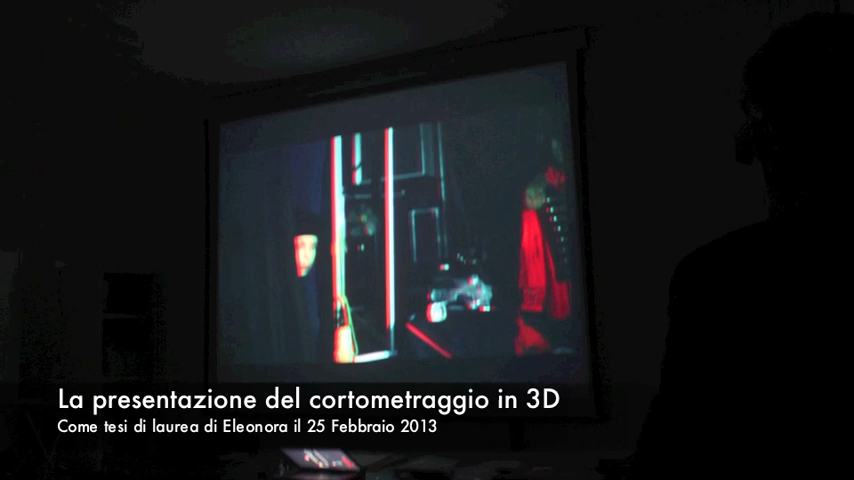 La presentazione del cortometraggio in 3D
Come tesi di laurea di Eleonora il 25 Febbraio 2013